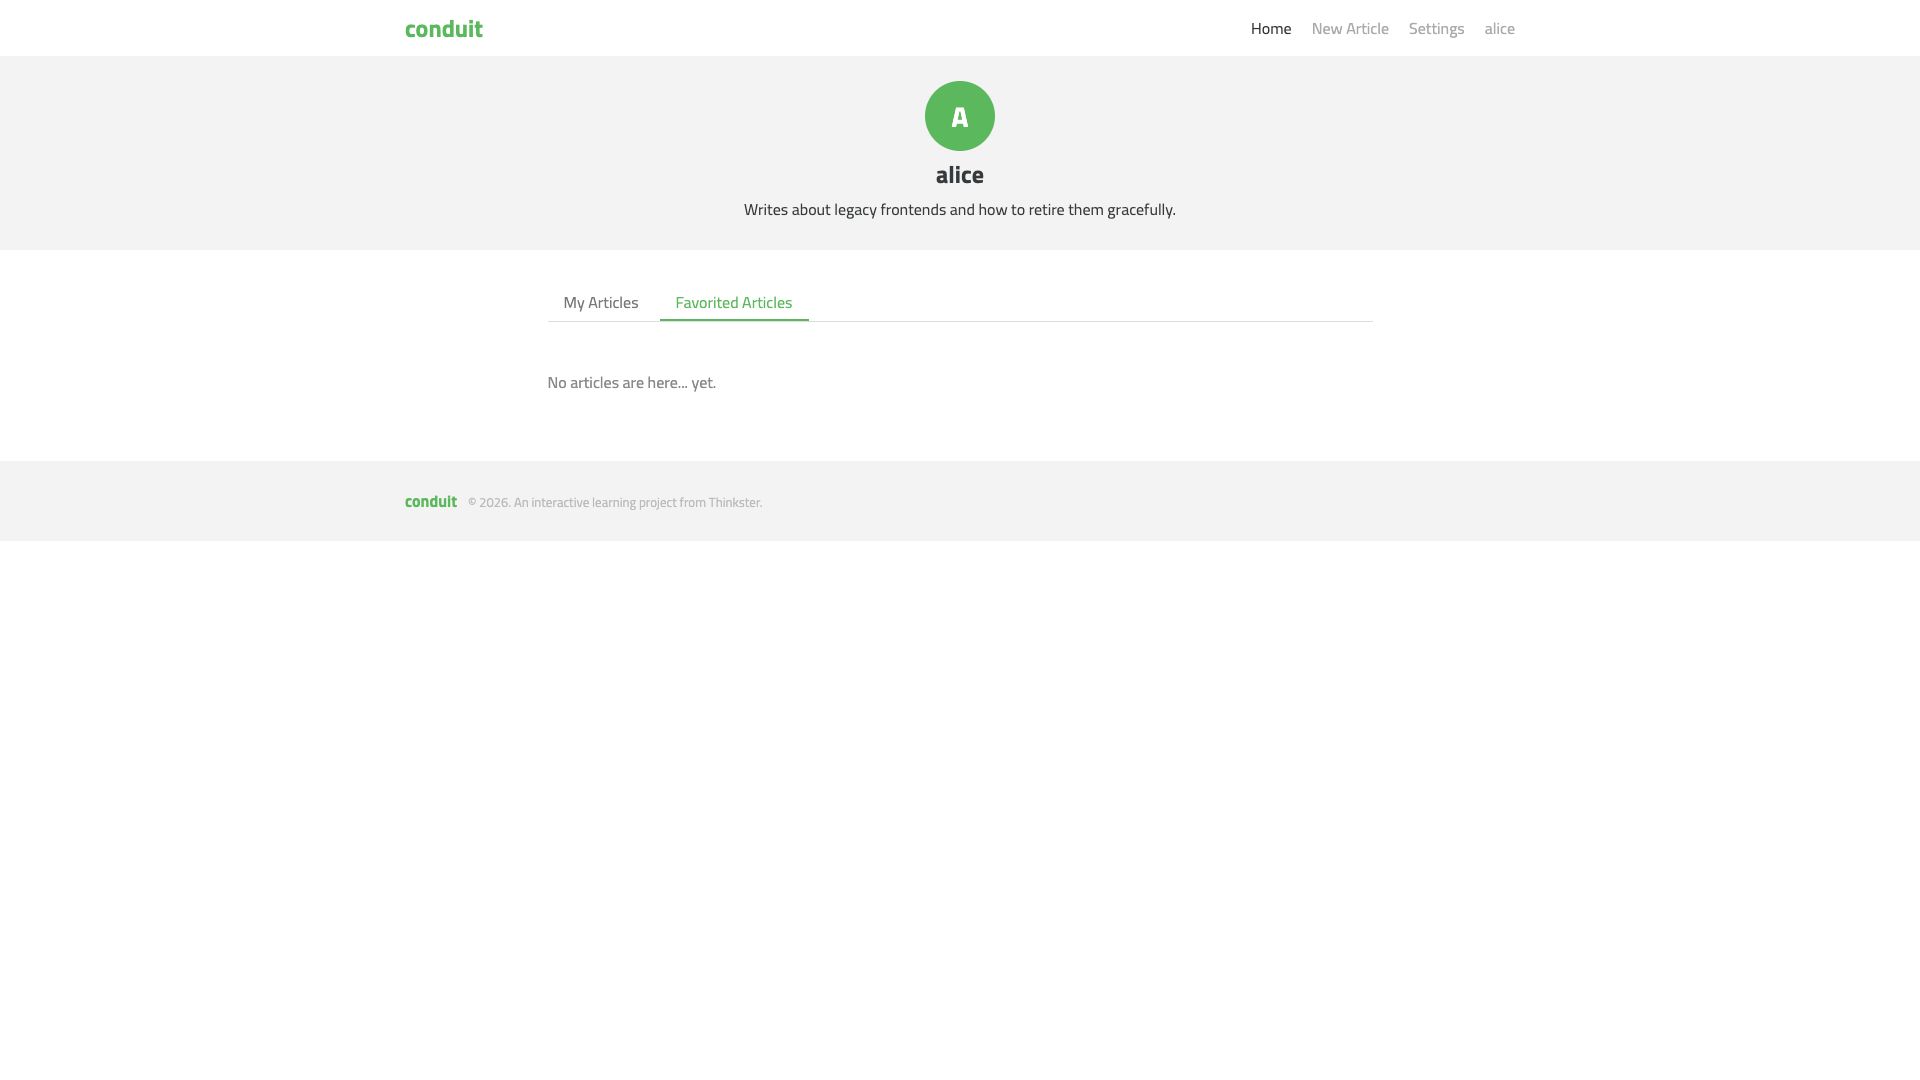 conduit
Home New Article Settings alice
A
alice
Writes about legacy frontends and how to retire them gracefully.
My Articles Favorited Articles
No articles are here... yet.
conduit © 2026. An interactive learning project from Thinkster.